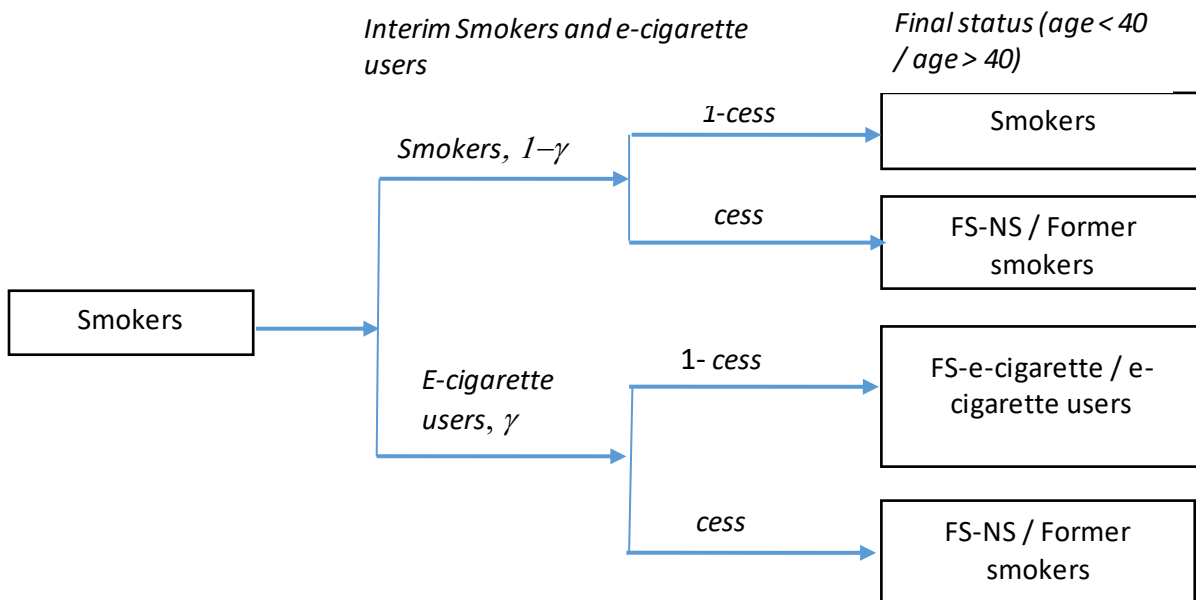 Interim Smokers and e-cigarette
users
Final status (age < 40
/ age > 40)
1-cess
Smokers
Smokers, 1−γ
cess
FS-NS / Former
smokers
Smokers
E-cigarette
users, γ
1- cess
FS-e-cigarette / e-
cigarette users
cess
FS-NS / Former
smokers